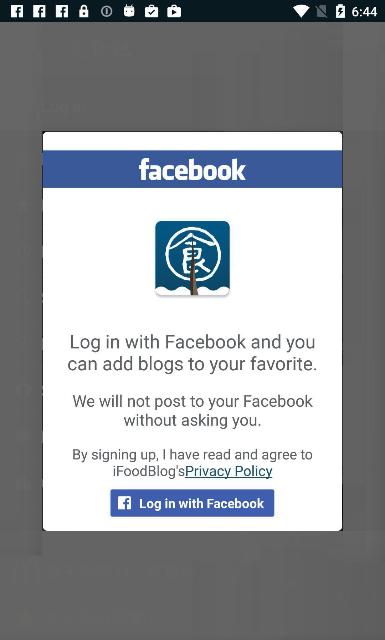 6:44
facebook
食
Log in with Facebook and you
can add blogs to your favorite.
We will not post to your Facebook
without asking you.
By signing up, I have read and agree to
iFoodBlog'sPrivacy Policy
Log in with Facebook